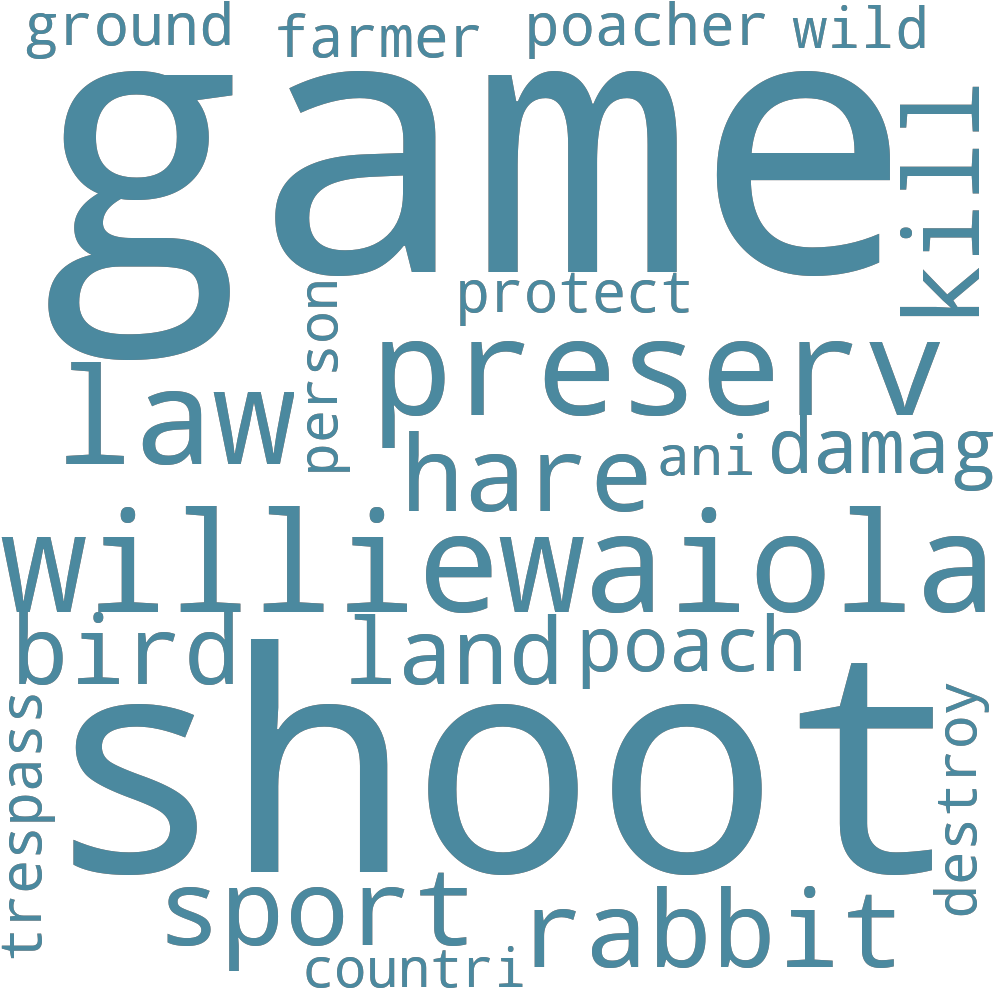 ground farmer poacher wild
game
kill
person
protect
law
preserv
hare
ani
damag
williewaiola
bird
land
poach
shoot
trespass
destroy
sport
rabbit
countri